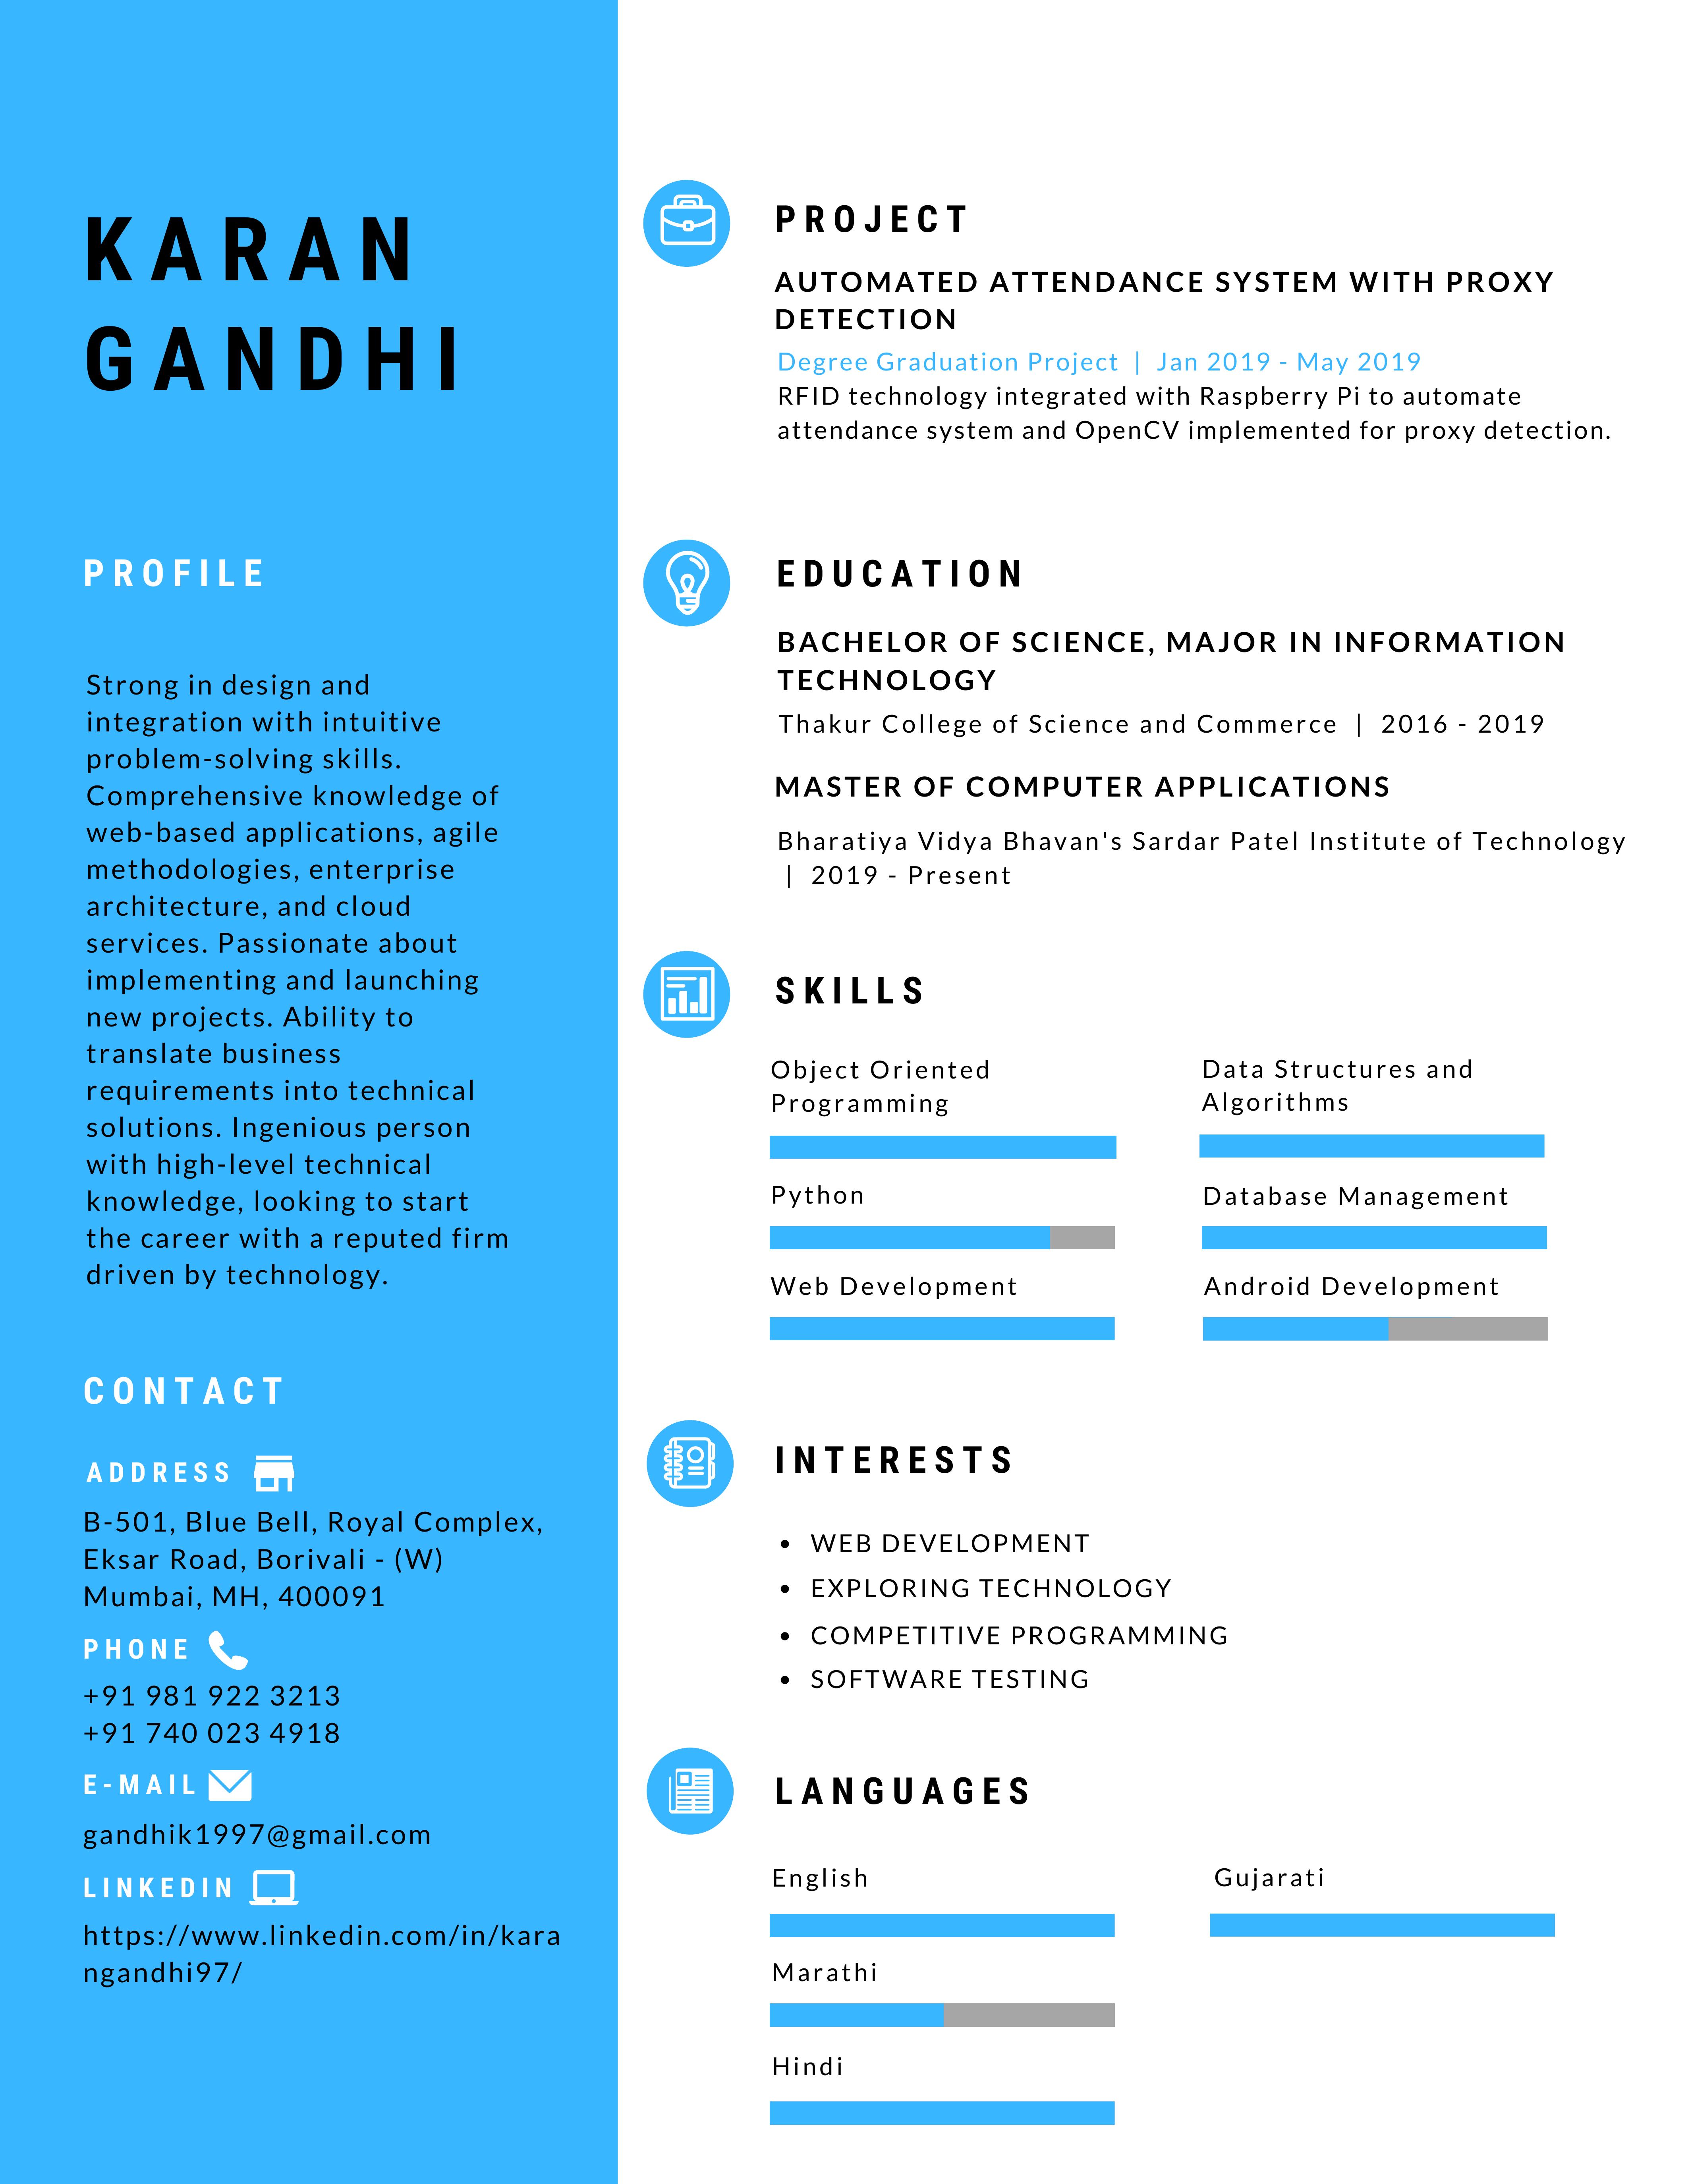 KARAN
GANDHI
PROFILE
Strong in design and
integration with intuitive
problem-solving skills.
Comprehensive knowledge of
web-based applications, agile
methodologies, enterprise
architecture, and cloud
services. Passionate about
implementing and launching
new projects. Ability to
translate business
requirements into technical
solutions. Ingenious person
with high-level technical
knowledge, looking to start
the career with a reputed firm
driven by technology.
CONTACT
ADDRESS
B-501, Blue Bell, Royal Complex,
Eksar Road, Borivali - (W)
Mumbai, MH, 400091
PHONE
+91 981 922 3213
+91 740 023 4918
E-MAIL
gandhik1997@gmail.com
LINKEDIN
https://www.linkedin.com/in/kara
ngandhi97/
PROJECT
AUTOMATED ATTENDANCE SYSTEM WITH PROXY
DETECTION
Degree Graduation Project | Jan 2019 - May 2019
RFID technology integrated with Raspberry Pi to automate
attendance system and OpenCV implemented for proxy detection.
EDUCATION
BACHELOR OF SCIENCE, MAJOR IN INFORMATION
TECHNOLOGY
Thakur College of Science and Commerce | 2016 - 2019
MASTER OF COMPUTER APPLICATIONS
Bharatiya Vidya Bhavan's Sardar Patel Institute of Technology
| 2019 - Present
SKILLS
Object Oriented
Programming
Data Structures and
Algorithms
Python
Database Management
Web Development
Android Development
INTERESTS
• WEB DEVELOPMENT
• EXPLORING TECHNOLOGY
• COMPETITIVE PROGRAMMING
• SOFTWARE TESTING
LANGUAGES
English
Gujarati
Marathi
Hindi